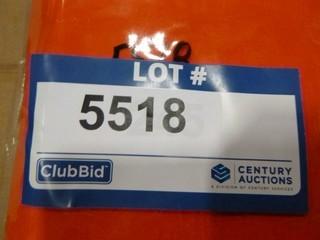 LOT #
5518
ClubBid
CENTURY
AUCTIONS
A DIVISION OF CENTURY SERVICES